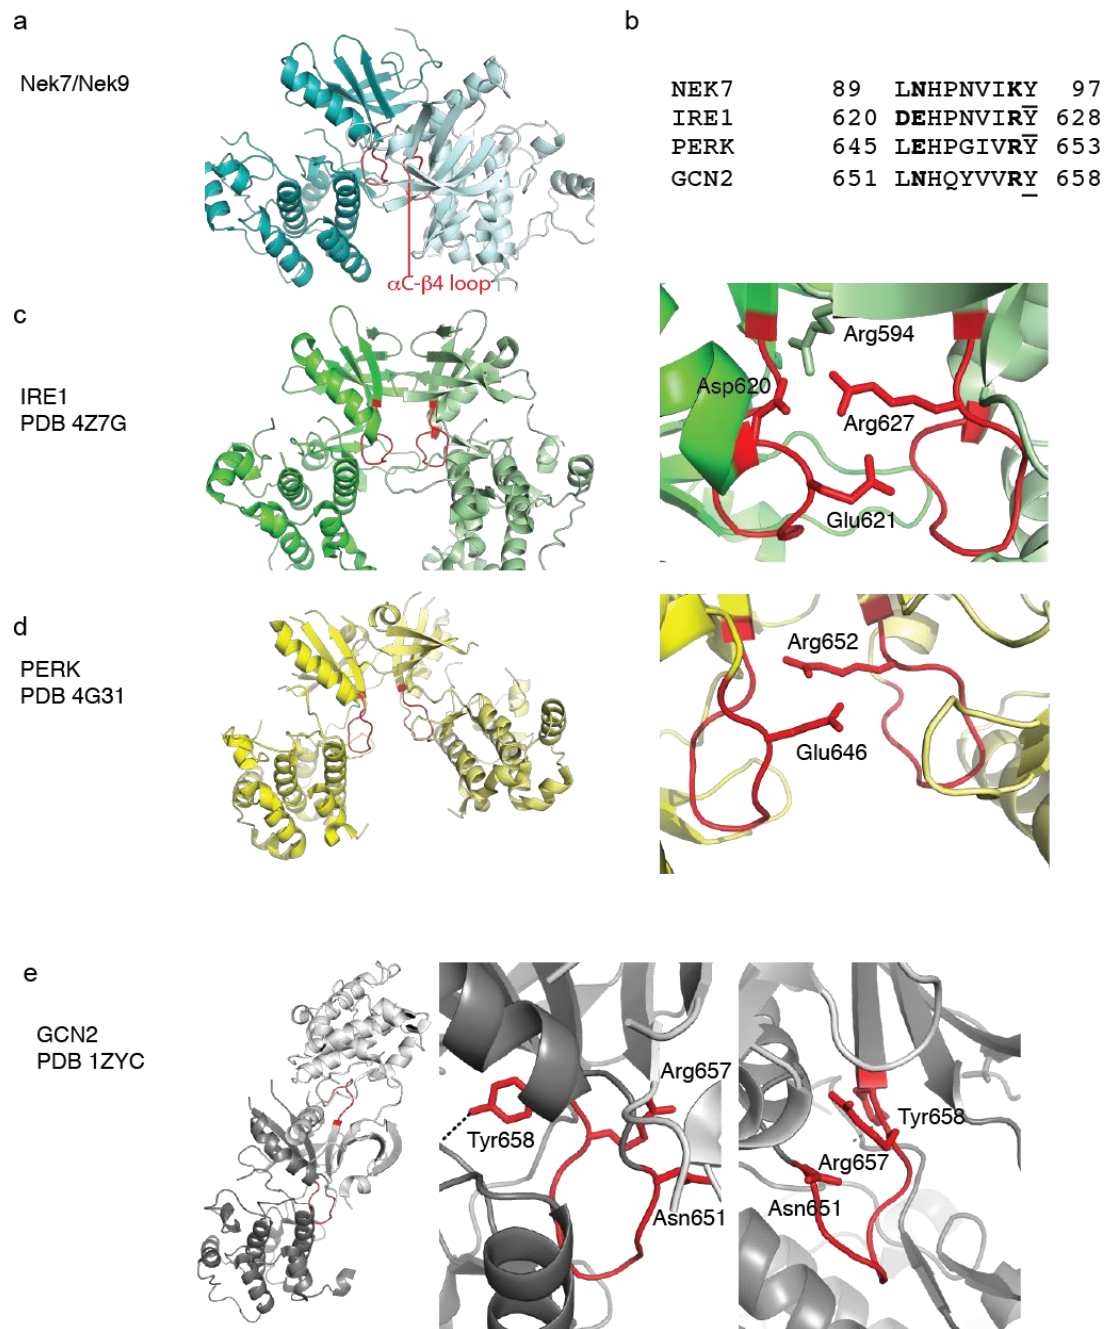 a
Nek7/Nek9
αC-β4 loop
b
NEK7 89 LNHPNVIKY 97
IRE1 620 DEHPNVIRY 628
PERK 645 LEHPGIVRY 653
GCN2 651 LNHQYVVRY 658
c
IRE1
PDB 4Z7G
Arg594
Asp620
Arg627
Glu621
d
PERK
PDB 4G31
Arg652
Glu646
e
GCN2
PDB 1ZYC
Arg657
Tyr658
Asn651
Tyr658
Arg657
Asn651